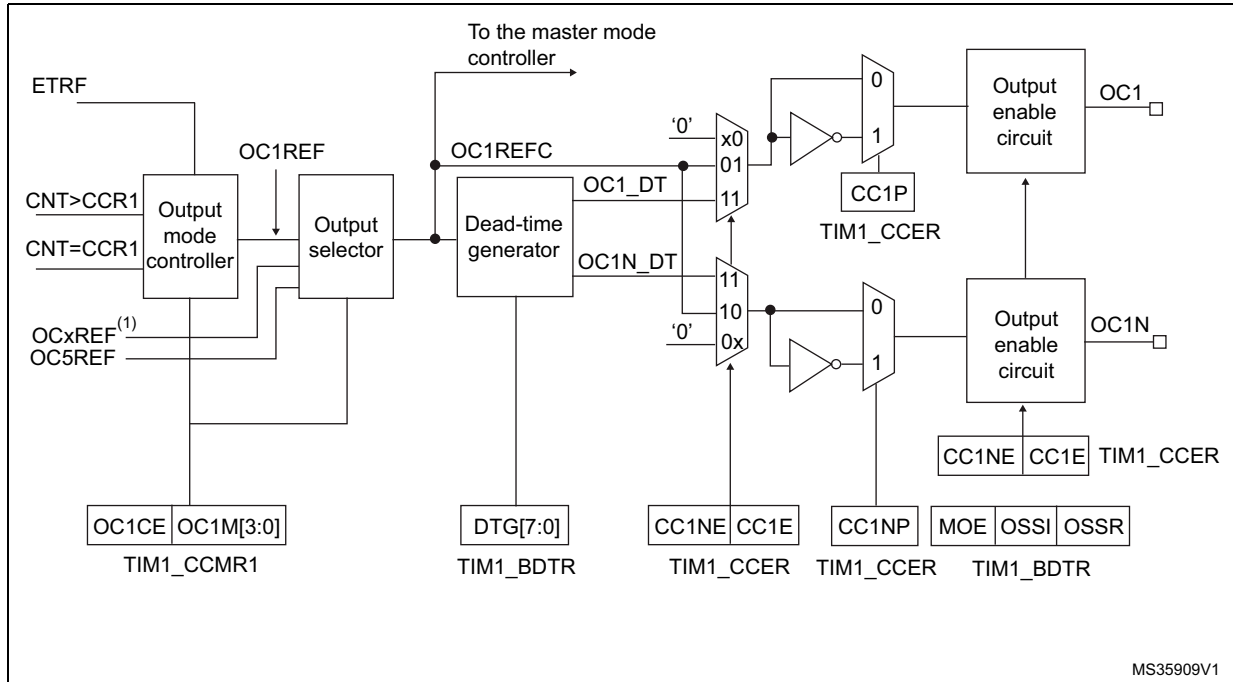 To the master mode
controller
ETRF
OC1REF
CNT>CCR1
CNT=CCR1
Output
mode
controller
Output
selector
OCxREF(1)
OC5REF
OC1REFC
Dead-time
generator
OC1_DT
OC1N_DT
‘0’
x0
01
11
11
10
‘0’
0x
0
1
CC1P
TIM1_CCER
0
1
Output
enable
circuit
OC1
Output
enable
circuit
OC1N
CC1NE CC1E TIM1_CCER
OC1CE OC1M[3:0]
TIM1_CCMR1
DTG[7:0]
TIM1_BDTR
CC1NE CC1E
TIM1_CCER
CC1NP
TIM1_CCER
MOE OSSI OSSR
TIM1_BDTR
MS35909V1